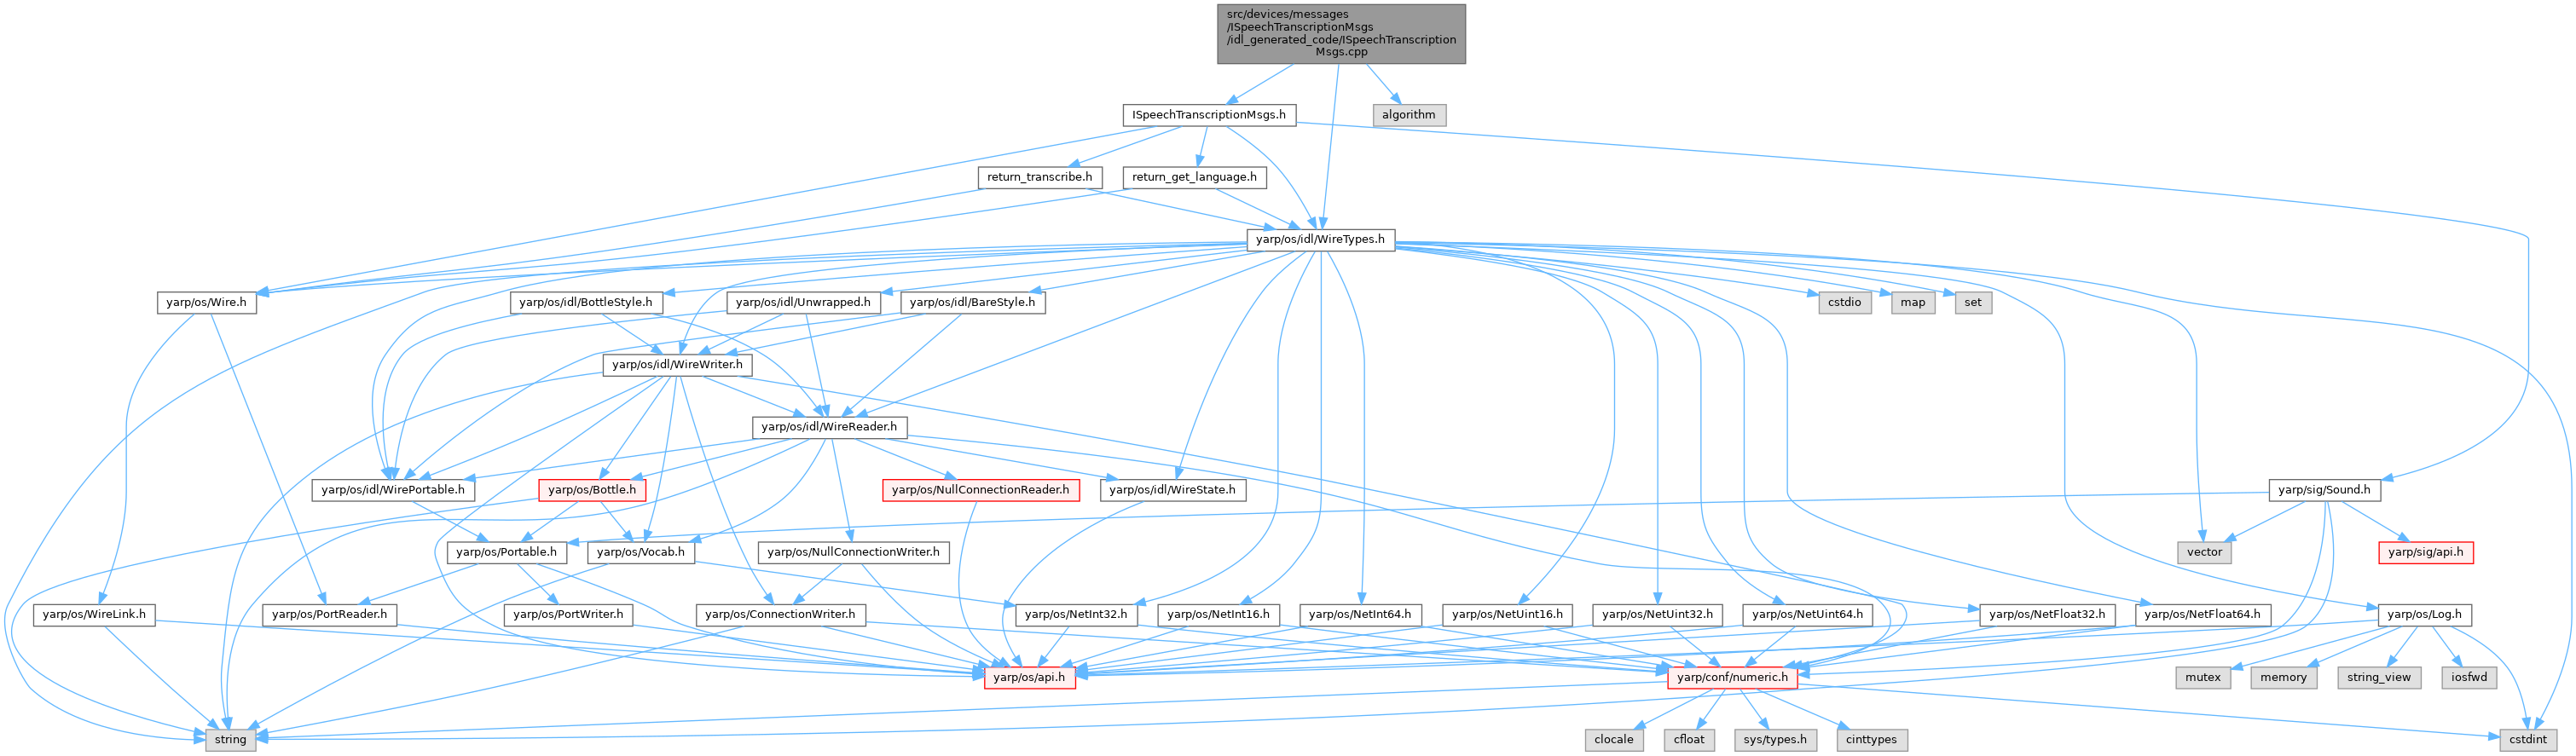 src/devices/messages
/ISpeechTranscriptionMsgs
/idl_generated_code/ISpeechTranscription
Msgs.cpp
ISpeechTranscriptionMsgs.h
algorithm
return_transcribe.h
return_get_language.h
yarp/os/idl/WireTypes.h
yarp/os/Wire.h
yarp/os/idl/BottleStyle.h
yarp/os/idl/Unwrapped.h
yarp/os/idl/BareStyle.h
cstdio
map
set
yarp/os/idl/WireWriter.h
yarp/os/idl/WireReader.h
yarp/os/idl/WirePortable.h
yarp/os/Bottle.h
yarp/os/NullConnectionReader.h
yarp/os/idl/WireState.h
yarp/sig/Sound.h
yarp/os/Portable.h
yarp/os/Vocab.h
yarp/os/NullConnectionWriter.h
vector
yarp/sig/api.h
yarp/os/WireLink.h
yarp/os/PortReader.h
yarp/os/PortWriter.h
yarp/os/ConnectionWriter.h
yarp/os/NetInt32.h
yarp/os/NetInt16.h
yarp/os/NetInt64.h
yarp/os/NetUint16.h
yarp/os/NetUint32.h
yarp/os/NetUint64.h
yarp/os/NetFloat32.h
yarp/os/NetFloat64.h
yarp/os/Log.h
yarp/os/api.h
yarp/conf/numeric.h
mutex
memory
string_view
iosfwd
string
clocale
cfloat
sys/types.h
cinttypes
cstdint